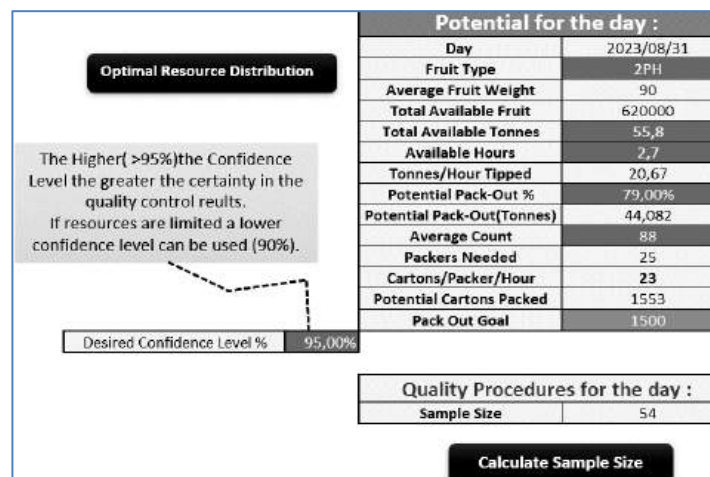 Optimal Resource Distribution
The Higher( >95%)the Confidence
Level the greater the certainty in the
quality control reults.
If resources are limited a lower
confidence level can be used (90%).
Desired Confidence Level % 95,00%
Potential for the day :
Day 2023/08/31
Fruit Type 2PH
Average Fruit Weight 90
Total Available Fruit 620000
Total Available Tonnes 55,8
Available Hours 2,7
Tonnes/Hour Tipped 20,67
Potential Pack-Out % 79,00%
Potential Pack-Out(Tonnes) 44,082
Average Count 88
Packers Needed 25
Cartons/Packer/Hour 23
Potential Cartons Packed 1553
Pack Out Goal 1500
Quality Procedures for the day :
Sample Size 54
Calculate Sample Size